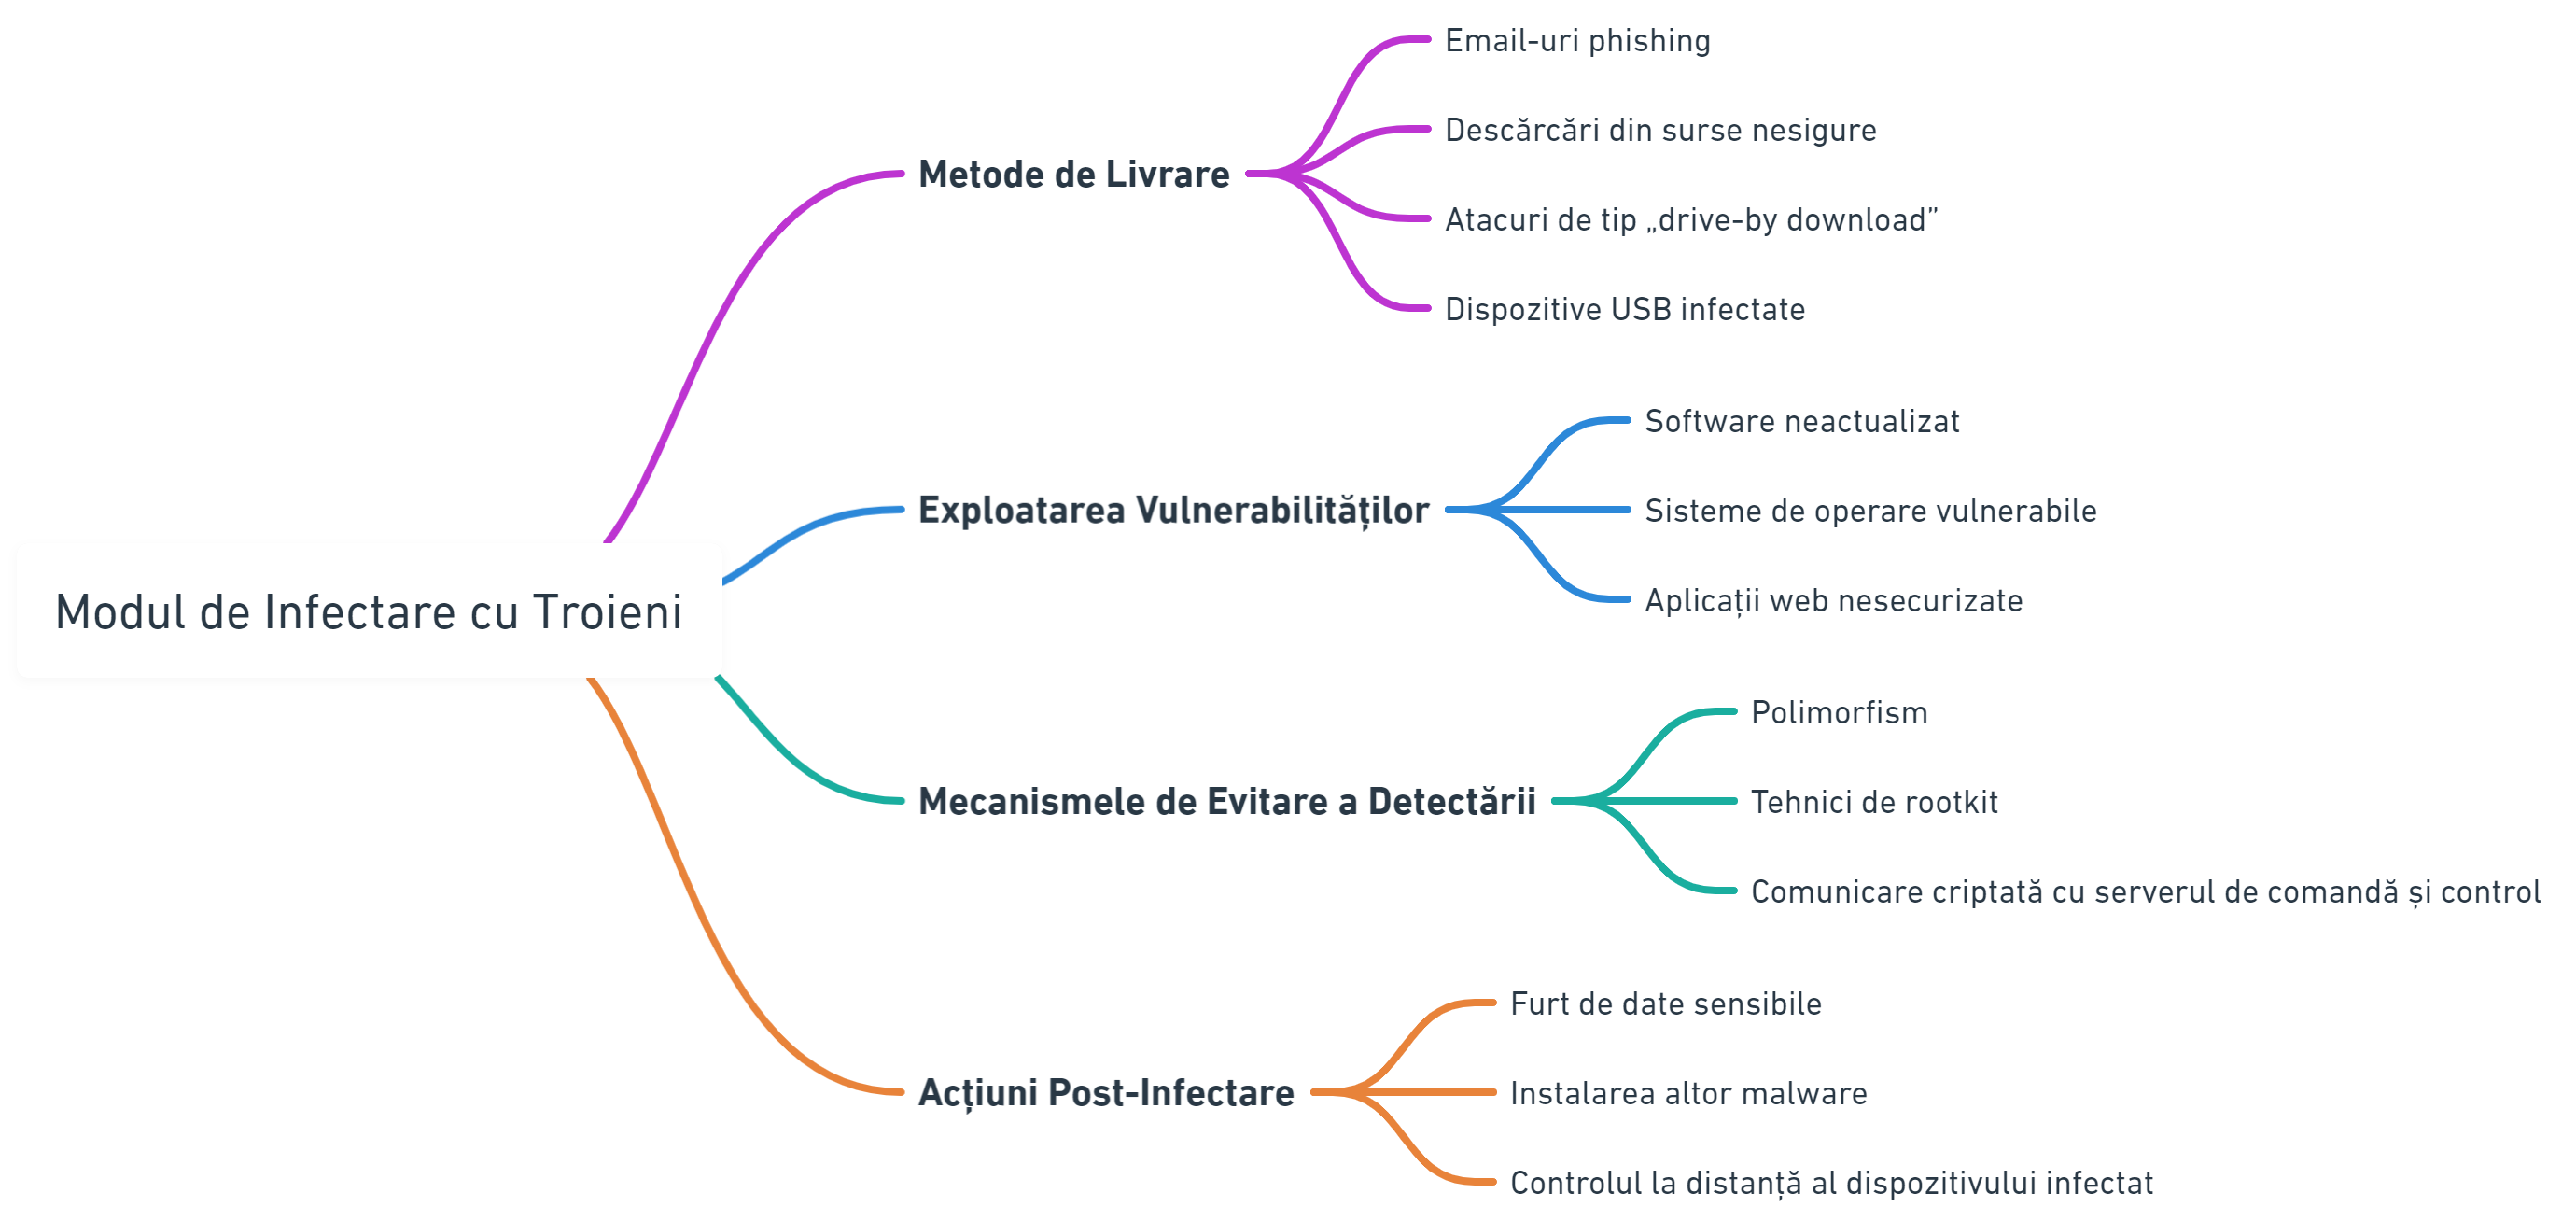 Modul de Infectare cu Troieni
Metode de Livrare
Email-uri phishing
Descărcări din surse nesigure
Atacuri de tip „drive-by download”
Dispozitive USB infectate
Exploatarea Vulnerabilităților
Software neactualizat
Sisteme de operare vulnerabile
Aplicații web nesecurizate
Mecanismele de Evitare a Detectării
Polimorfism
Tehnici de rootkit
Comunicare criptată cu serverul de comandă și control
Acțiuni Post-Infectare
Furt de date sensibile
Instalarea altor malware
Controlul la distanță al dispozitivului infectat